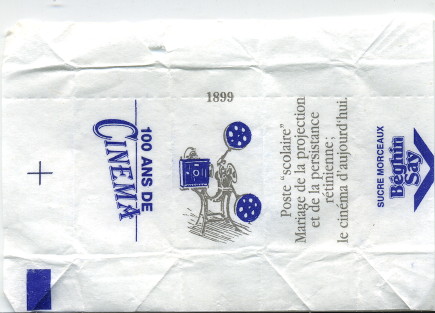 100 ANS DE
CINEMA
1899
Poste "scolaire"
Mariage de la projection
et de la persistance
rétinienne;
le cinéma d'aujourd'hui.
SUCRE MORCEAUX
Béghin
Say